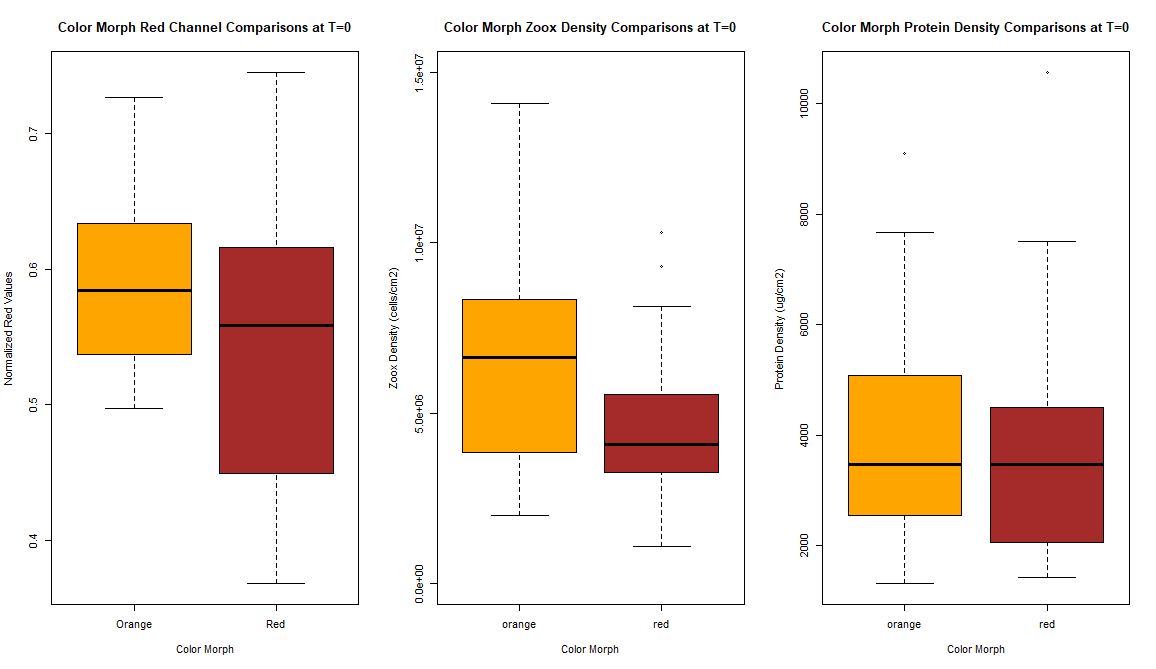 Color Morph Red Channel Comparisons at T=0
Normalized Red Values
0.7
0.6
0.5
0.4
Orange
Red
Color Morph
Color Morph Zoox Density Comparisons at T=0
Zoox Density (cells/cm2)
1.5e+07
1.0e+07
5.0e+06
0.0e+00
orange
red
Color Morph
Color Morph Protein Density Comparisons at T=0
Protein Density (ug/cm2)
10000
8000
6000
4000
2000
orange
red
Color Morph